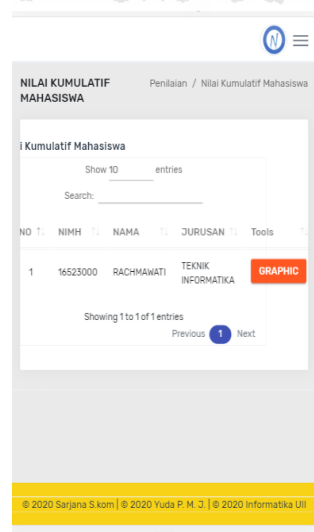 N
NILAI KUMULATIF Penilaian / Nilai Kumulatif Mahasiswa
MAHASISWA
i Kumulatif Mahasiswa
Show 10 entries
Search:
NO NIMH NAMA JURUSAN Tools
1 16523000 RACHMAWATI TEKNIK INFORMATIKA GRAPHIC
Showing 1 to 1 of 1 entries
Previous 1 Next
© 2020 Sarjana S.kom | © 2020 Yuda P. M. J. | © 2020 Informatika UII